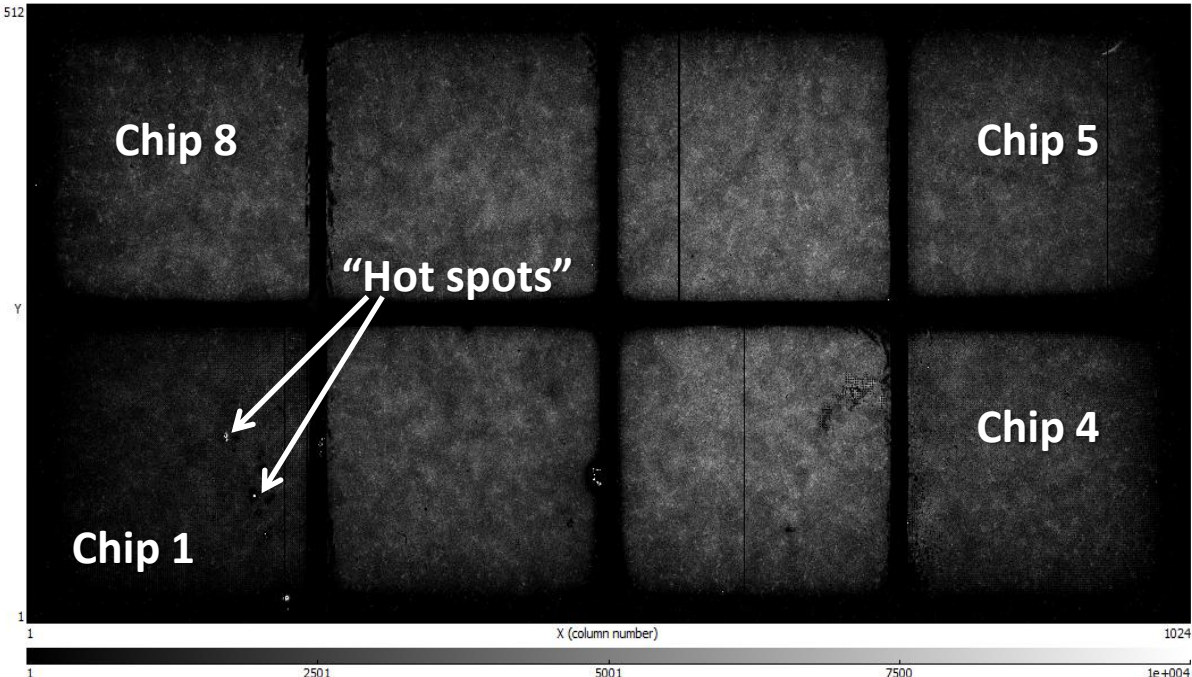 512
Chip 8
Chip 5
“Hot spots”
Y
Chip 4
Chip 1
1
1
X (column number)
1024
1
2501
5001
7500
1e+004